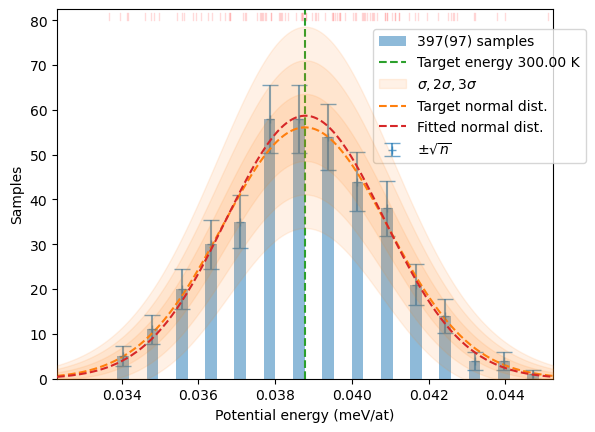 80
70
60
50
40
30
20
10
0
Samples
397(97) samples
Target energy 300.00 K
σ, 2σ, 3σ
Target normal dist.
Fitted normal dist.
±√n
0.034
0.036
0.038
0.040
0.042
0.044
Potential energy (meV/at)